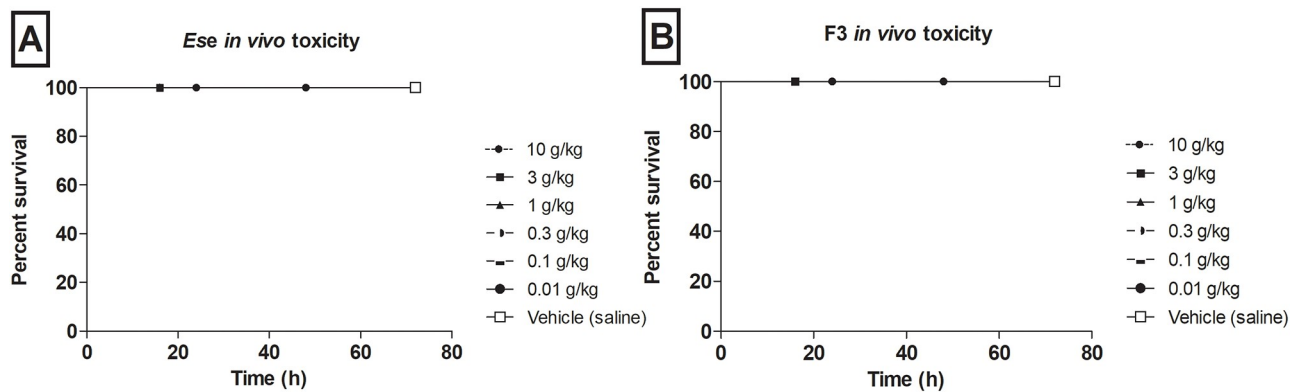 A
Ese in vivo toxicity
Percent survival
100
80
60
40
20
0
0 20 40 60 80
Time (h)
10 g/kg
3 g/kg
1 g/kg
0.3 g/kg
0.1 g/kg
0.01 g/kg
Vehicle (saline)
B
F3 in vivo toxicity
Percent survival
100
80
60
40
20
0
0 20 40 60 80
Time (h)
10 g/kg
3 g/kg
1 g/kg
0.3 g/kg
0.1 g/kg
0.01 g/kg
Vehicle (saline)